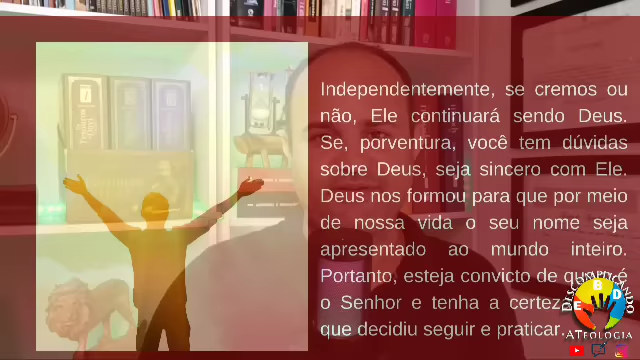 Independentemente, se cremos ou
não, Ele continuará sendo Deus.
Se, porventura, você tem dúvidas
sobre Deus, seja sincero com Ele.
Deus nos formou para que por meio
de nossa vida o seu nome seja
apresentado ao mundo inteiro.
Portanto, esteja convicto de é
o Senhor e tenha a certeza
que decidiu seguir e praticar.
DESCOMPLICANDO
E B D
A TEOLOGIA